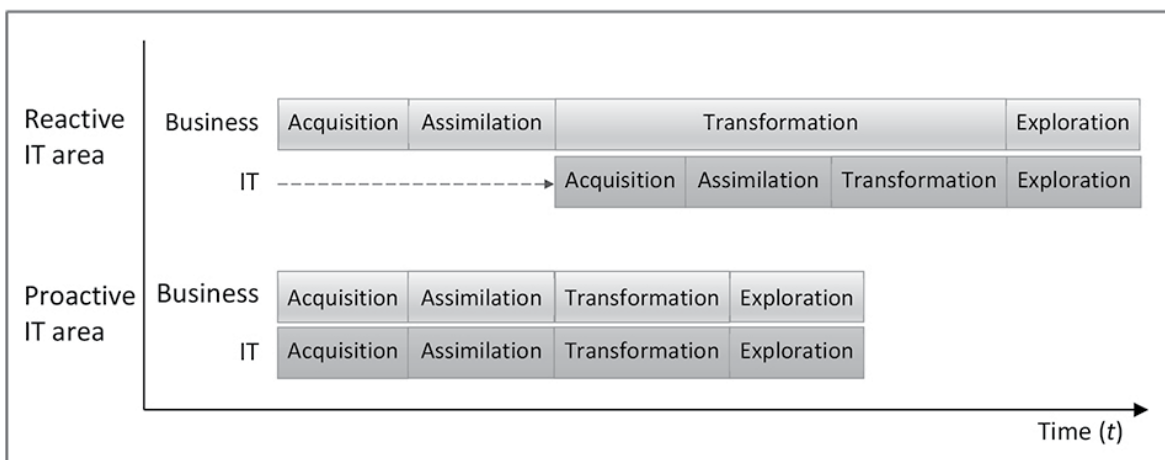 Reactive
IT area
Business
Acquisition
Assimilation
Transformation
Exploration
IT
Acquisition
Assimilation
Transformation
Exploration
Proactive
IT area
Business
Acquisition
Assimilation
Transformation
Exploration
IT
Acquisition
Assimilation
Transformation
Exploration
Time (t)